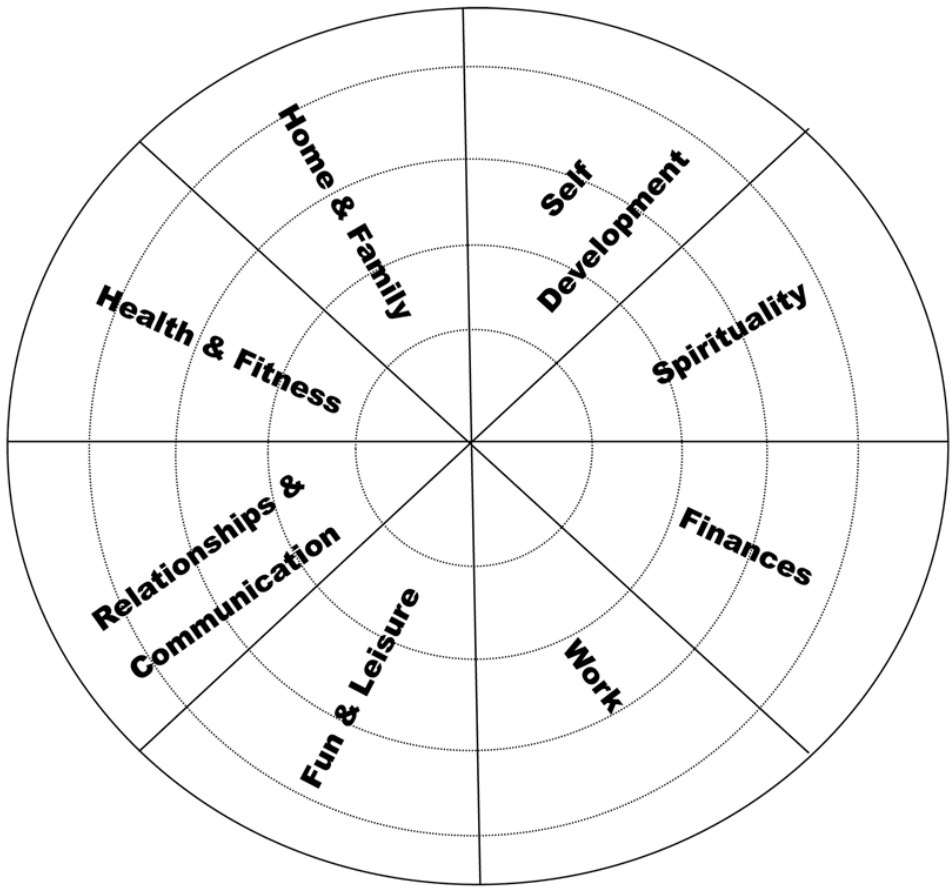 Home & Family
Self
Development
Health & Fitness
Spirituality
Relationships &
Communication
Finances
Fun & Leisure
Work